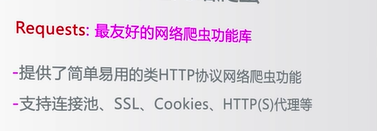 Requests: 最友好的网络爬虫功能库
-提供了简单易用的类HTTP协议网络爬虫功能
-支持连接池、SSL、Cookies、HTTP(S)代理等